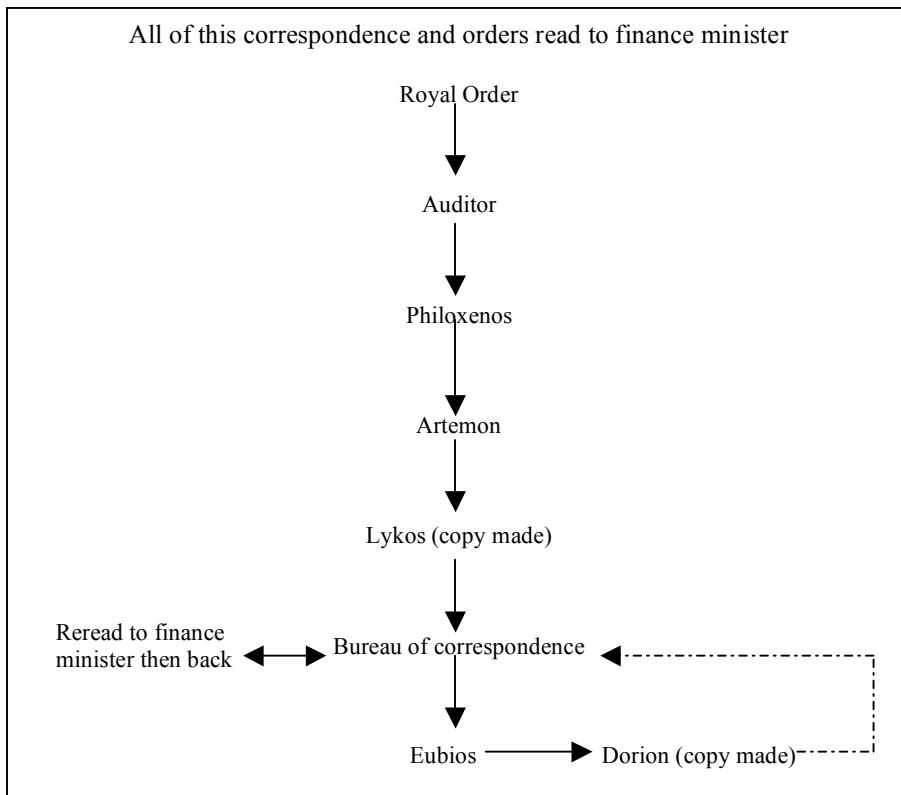 All of this correspondence and orders read to finance minister
Royal Order
Auditor
Philoxenos
Artemon
Lykos (copy made)
Reread to finance
minister then back
Bureau of correspondence
Eubios
Dorion (copy made)